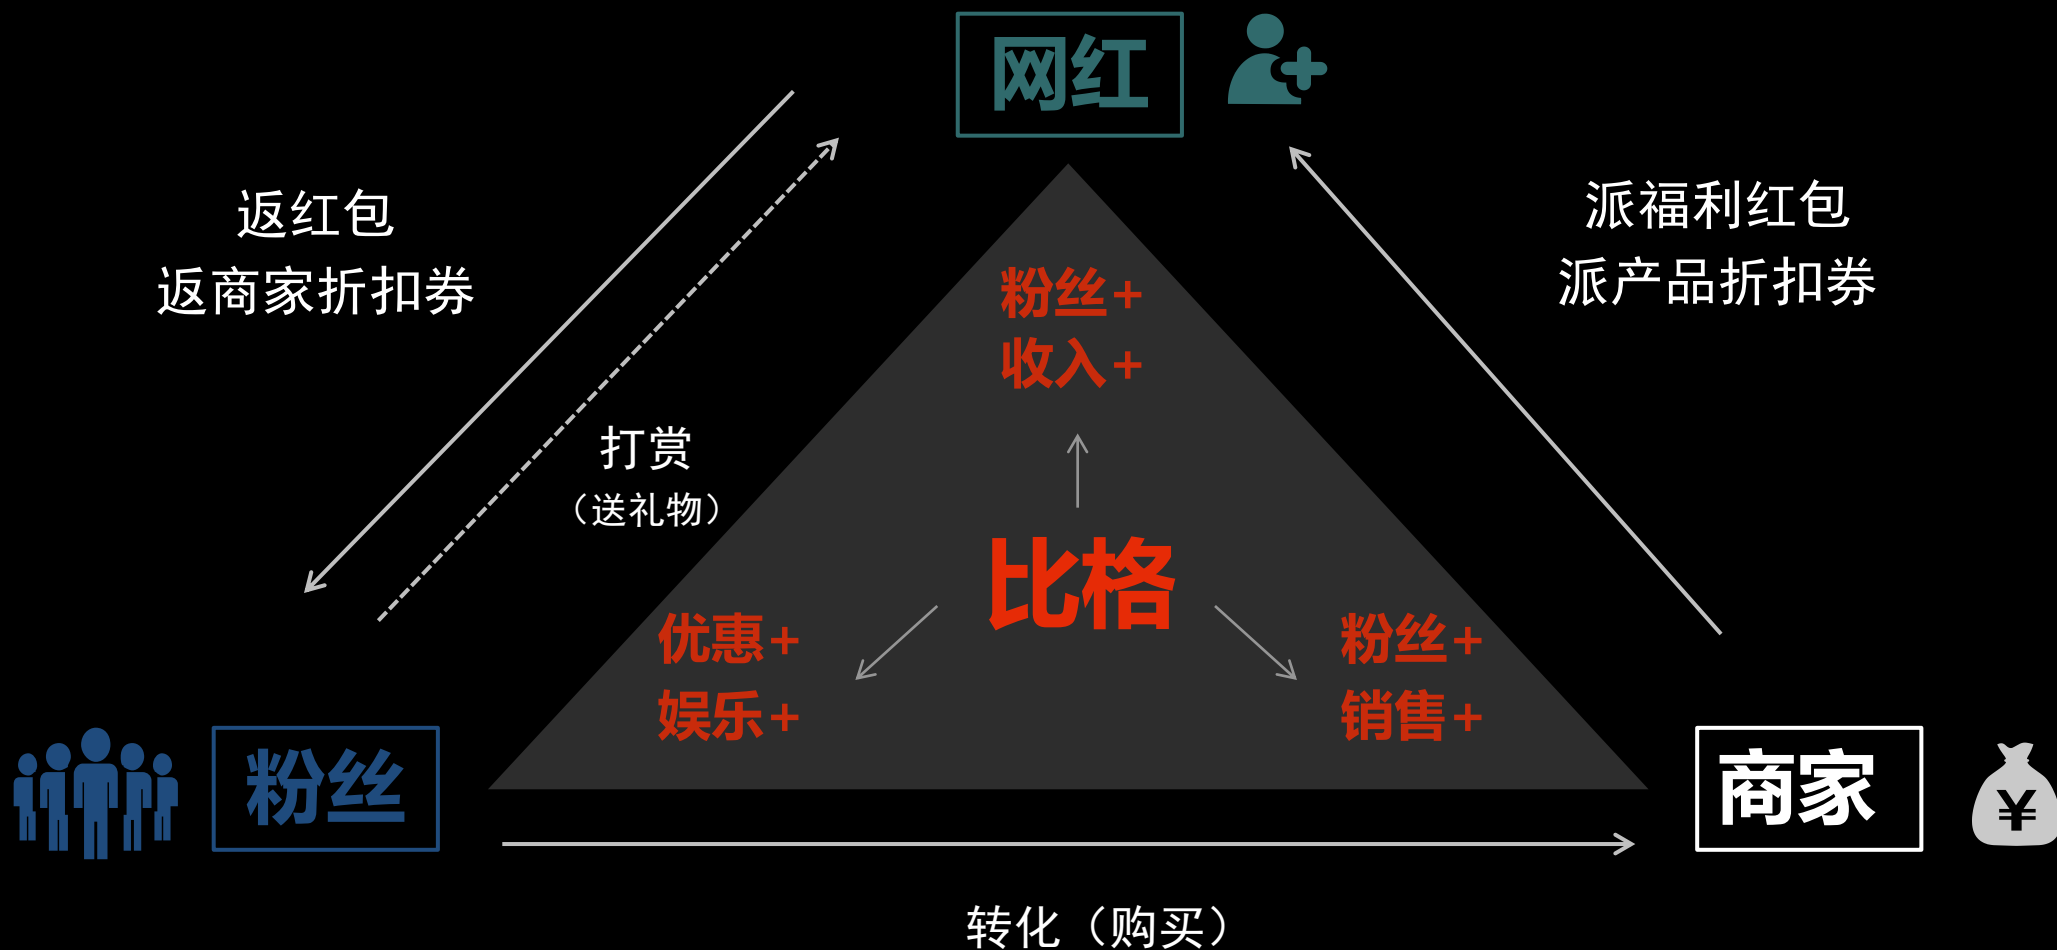 网红
返红包
返商家折扣券
派福利红包
派产品折扣券
粉丝+
收入+
打赏
（送礼物）
比格
优惠+
娱乐+
粉丝+
销售+
粉丝
商家
¥
转化（购买）